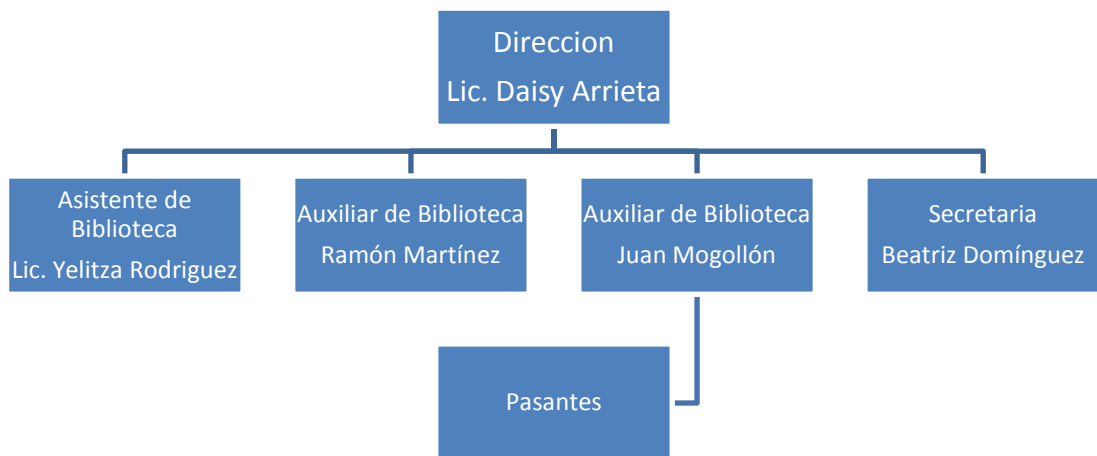 Direccion
Lic. Daisy Arrieta
Asistente de
Biblioteca
Lic. Yelitza Rodriguez
Auxiliar de Biblioteca
Ramón Martínez
Auxiliar de Biblioteca
Juan Mogollón
Secretaria
Beatriz Domínguez
Pasantes